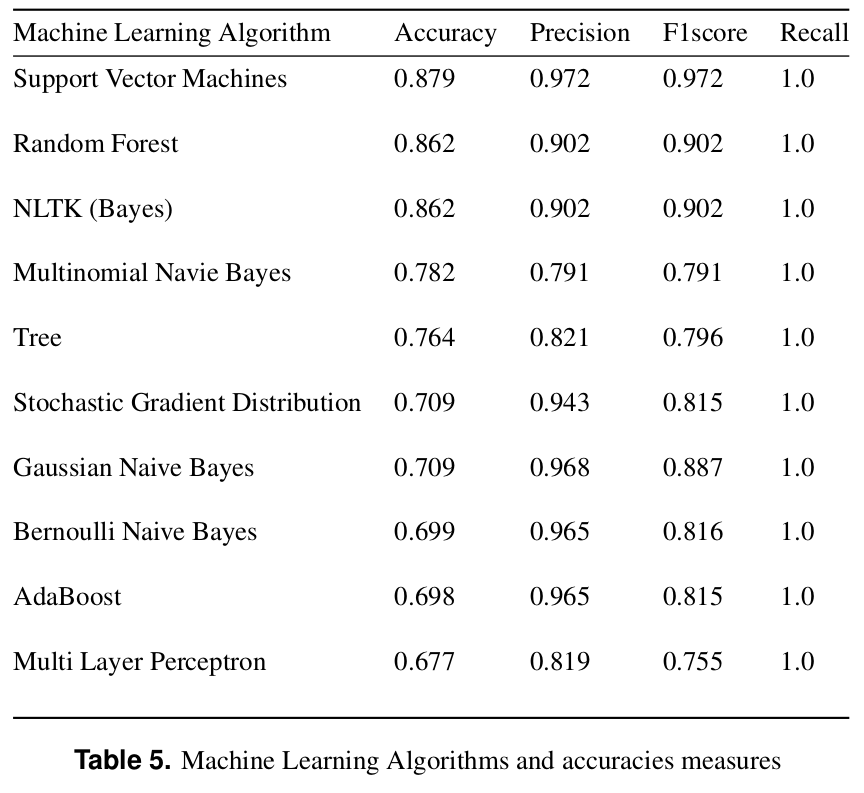 Machine Learning Algorithm Accuracy Precision F1score Recall
Support Vector Machines 0.879 0.972 0.972 1.0
Random Forest 0.862 0.902 0.902 1.0
NLTK (Bayes) 0.862 0.902 0.902 1.0
Multinomial Navie Bayes 0.782 0.791 0.791 1.0
Tree 0.764 0.821 0.796 1.0
Stochastic Gradient Distribution 0.709 0.943 0.815 1.0
Gaussian Naive Bayes 0.709 0.968 0.887 1.0
Bernoulli Naive Bayes 0.699 0.965 0.816 1.0
AdaBoost 0.698 0.965 0.815 1.0
Multi Layer Perceptron 0.677 0.819 0.755 1.0
Table 5. Machine Learning Algorithms and accuracies measures